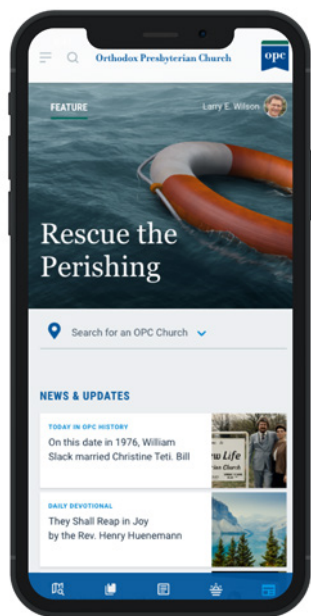 Orthodox Presbyterian Church
opc
FEATURE
Larry E. Wilson
Rescue the
Perishing
Search for an OPC Church
NEWS & UPDATES
TODAY IN OPC HISTORY
On this date in 1976, William
Slack married Christine Teti. Bill
w Life
DAILY DEVOTIONAL
They Shall Reap in Joy
by the Rev. Henry Huenemann